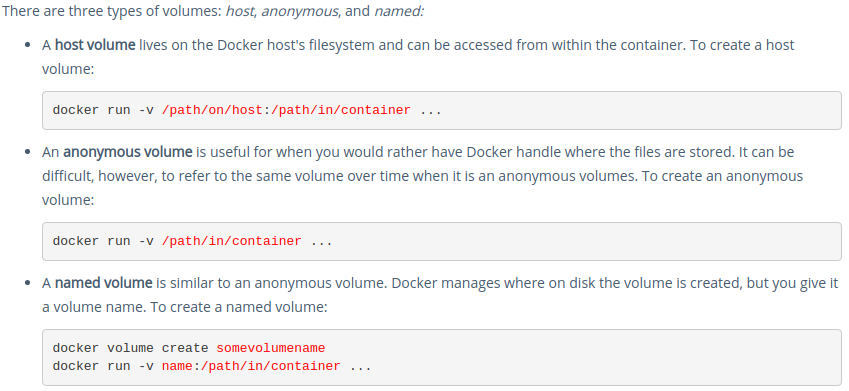 There are three types of volumes: host, anonymous, and named:
A host volume lives on the Docker host's filesystem and can be accessed from within the container. To create a host
volume:
docker run -v /path/on/host:/path/in/container ...
An anonymous volume is useful for when you would rather have Docker handle where the files are stored. It can be
difficult, however, to refer to the same volume over time when it is an anonymous volumes. To create an anonymous
volume:
docker run -v /path/in/container ...
A named volume is similar to an anonymous volume. Docker manages where on disk the volume is created, but you give it
a volume name. To create a named volume:
docker volume create somevolumename
docker run -v name:/path/in/container ...